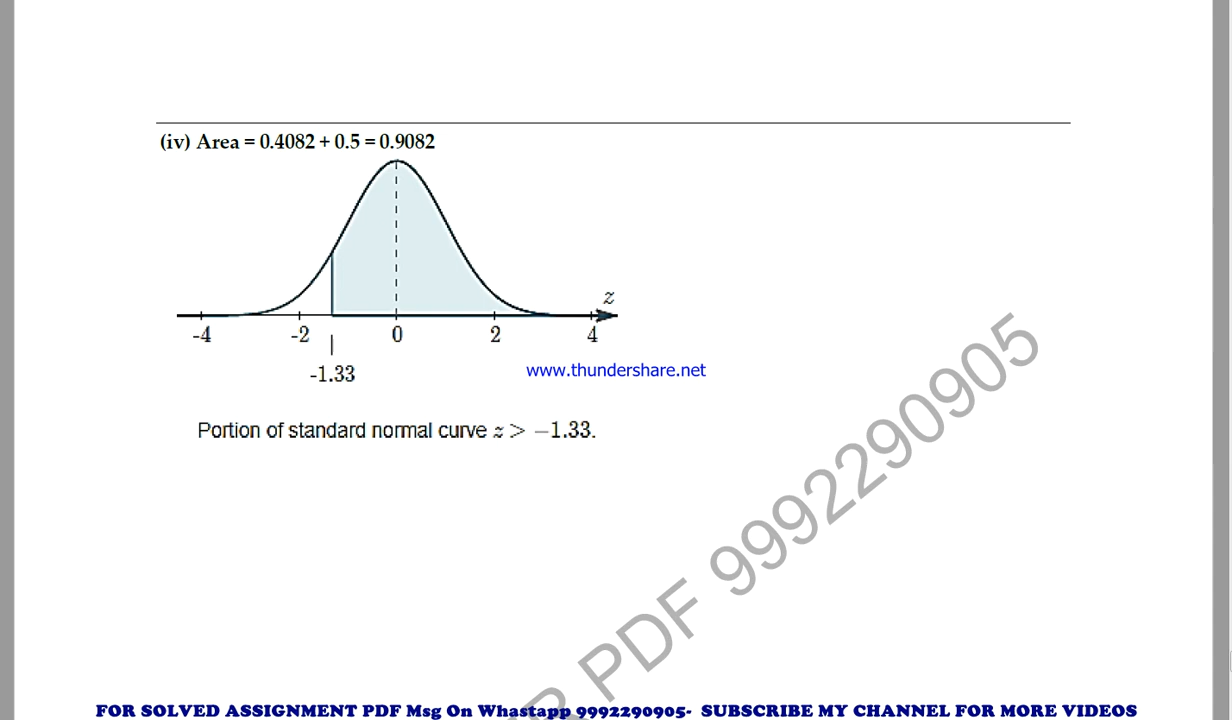 (iv) Area = 0.4082 + 0.5 = 0.9082
z
-4 -2 0 2 4
-1.33
www.thundershare.net
Portion of standard normal curve z > −1.33.
PDF 9992290905
FOR SOLVED ASSIGNMENT PDF Msg On Whastapp 9992290905- SUBSCRIBE MY CHANNEL FOR MORE VIDEOS